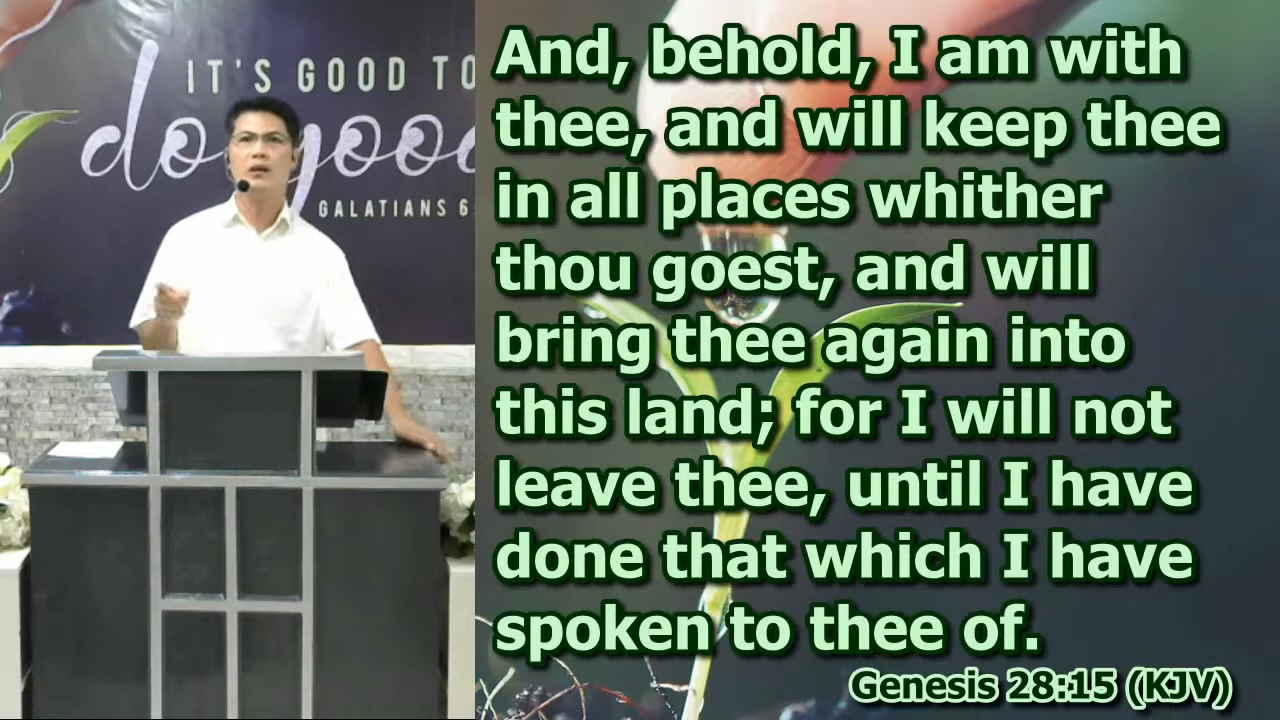 IT'S GOOD TO
do good
GALATIANS 6:
And, behold, I am with
thee, and will keep thee
in all places whither
thou goest, and will
bring thee again into
this land; for I will not
leave thee, until I have
done that which I have
spoken to thee of.
Genesis 28:15 (KJV)